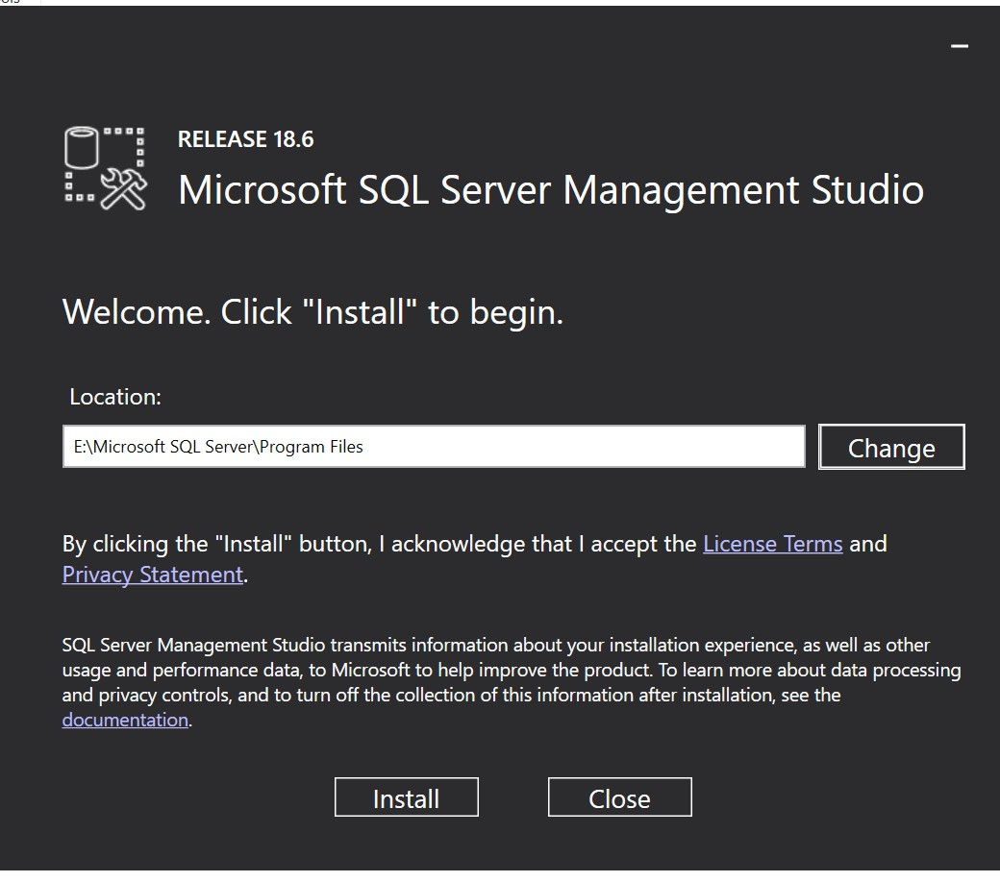 RELEASE 18.6
Microsoft SQL Server Management Studio
Welcome. Click "Install" to begin.
Location:
E:\Microsoft SQL Server\Program Files
Change
By clicking the "Install" button, I acknowledge that I accept the License Terms and
Privacy Statement.
SQL Server Management Studio transmits information about your installation experience, as well as other
usage and performance data, to Microsoft to help improve the product. To learn more about data processing
and privacy controls, and to turn off the collection of this information after installation, see the
documentation.
Install
Close